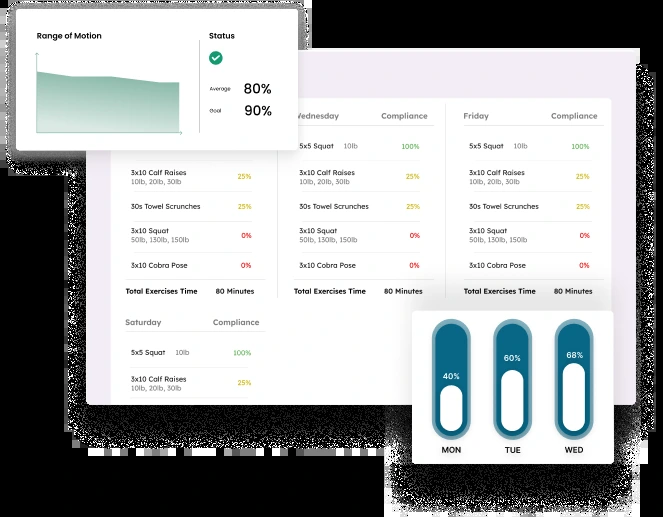 Range of Motion
Status
Average 80%
Goal 90%
Compliance
5x5 Squat 10lb 100%
3x10 Calf Raises 25%
10lb, 20lb, 30lb
30s Towel Scrunches 25%
3x10 Squat 0%
50lb, 130lb, 150lb
3x10 Cobra Pose 0%
Total Exercises Time 80 Minutes
Friday Compliance
5x5 Squat 10lb 100%
3x10 Calf Raises 25%
10lb, 20lb, 30lb
30s Towel Scrunches 25%
3x10 Squat 0%
50lb, 130lb, 150lb
3x10 Cobra Pose 0%
Total Exercises Time 80 Minutes
3x10 Calf Raises 25%
10lb, 20lb, 30lb
30s Towel Scrunches 25%
3x10 Squat 0%
50lb, 130lb, 150lb
3x10 Cobra Pose 0%
Total Exercises Time 80 Minutes
Saturday Compliance
5x5 Squat 10lb 100%
3x10 Calf Raises 25%
10lb, 20lb, 30lb
40% 60% 68%
MON TUE WED